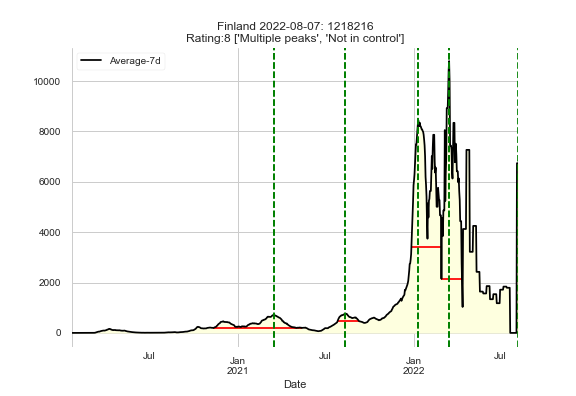 Finland 2022-08-07: 1218216
Rating:8 ['Multiple peaks', 'Not in control']
Average-7d
10000
8000
6000
4000
2000
0
Jul
Jan
2021
Jul
Jan
2022
Jul
Date